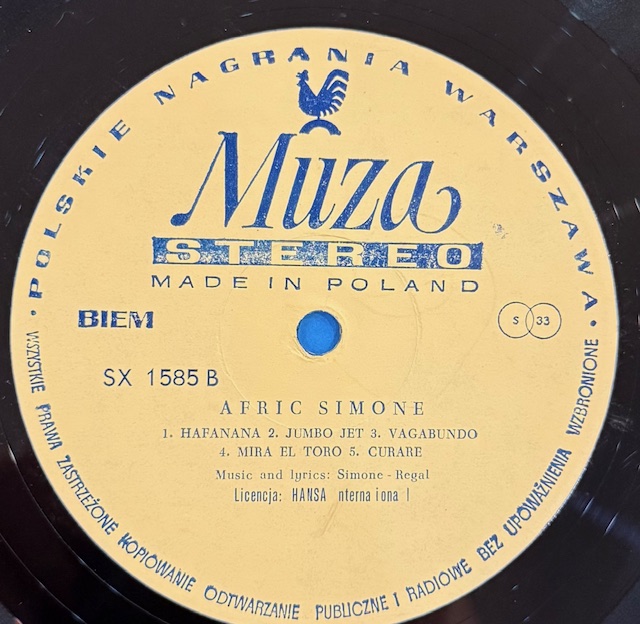 POLSKIE NAGRANIA WARSZAWA
Muza
STEREO
MADE IN POLAND
BIEM
S 33
SX 1585 B
AFRIC SIMONE
1. HAFANANA 2. JUMBO JET 3. VAGABUNDO
4. MIRA EL TORO 5. CURARE
Music and lyrics: Simone - Regal
Licencja: HANSA nterna iona l
WSZYSTKIE PRAWA ZASTRZEŻONE KOPIOWANIE ODTWARZANIE PUBLICZNE I RADIOWE BEZ UPOWAŻNIENIA WZBRONIONE